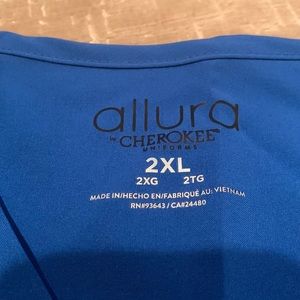 allura
by CHEROKEE
UNIFORMS
2XL
2XG 2TG
MADE IN/HECHO EN/FABRIQUÉ AU: VIETNAM
RN#93643 / CA#24480